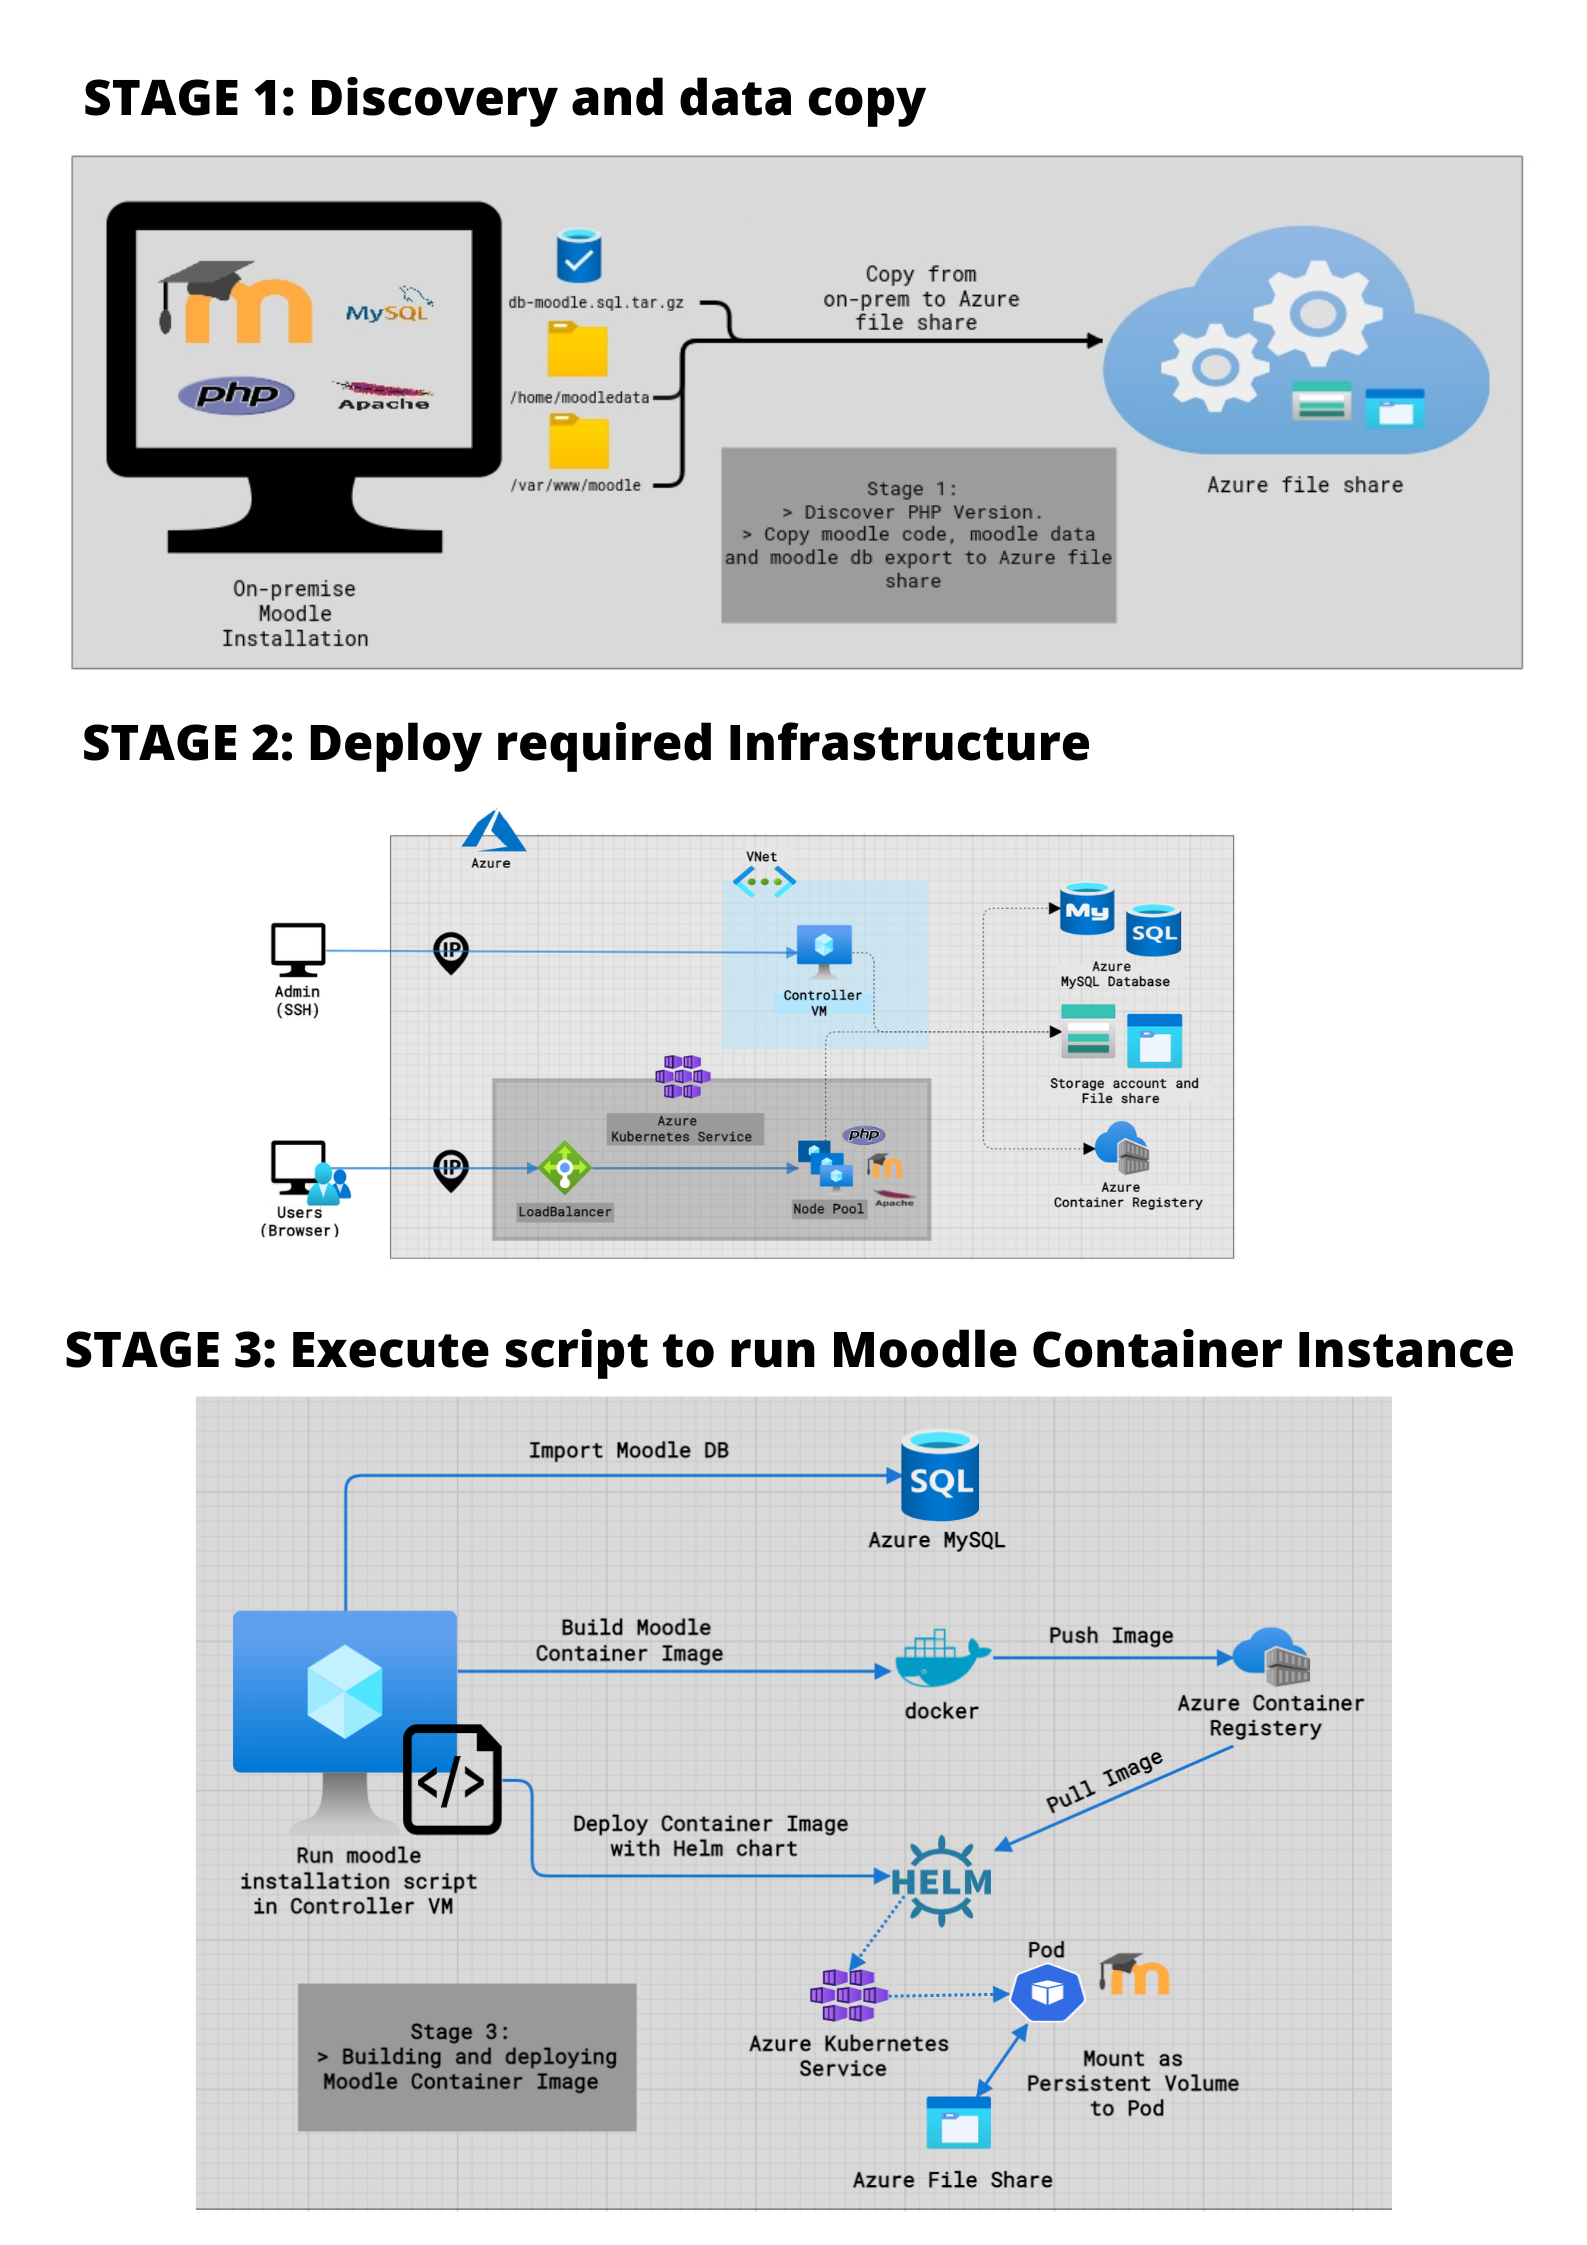 STAGE 1: Discovery and data copy
MySQL
php
Apache
On-premise
Moodle
Installation
db-moodle.sql.tar.gz
/home/moodledata
/var/www/moodle
Copy from
on-prem to Azure
file share
Stage 1:
> Discover PHP Version.
> Copy moodle code, moodle data
and moodle db export to Azure file
share
Azure file share
STAGE 2: Deploy required Infrastructure
Azure
VNet
Admin
(SSH)
IP
Controller
VM
My
SQL
Azure
MySQL Database
Storage account and
File share
Azure
Kubernetes Service
Users
(Browser)
IP
LoadBalancer
Node Pool
php
m
Apache
Azure
Container Registery
STAGE 3: Execute script to run Moodle Container Instance
Import Moodle DB
SQL
Azure MySQL
Build Moodle
Container Image
docker
Push Image
Azure Container
Registery
Pull Image
</>
Run moodle
installation script
in Controller VM
Deploy Container Image
with Helm chart
HELM
Pod
m
Azure Kubernetes
Service
Mount as
Persistent Volume
to Pod
Azure File Share
Stage 3:
> Building and deploying
Moodle Container Image